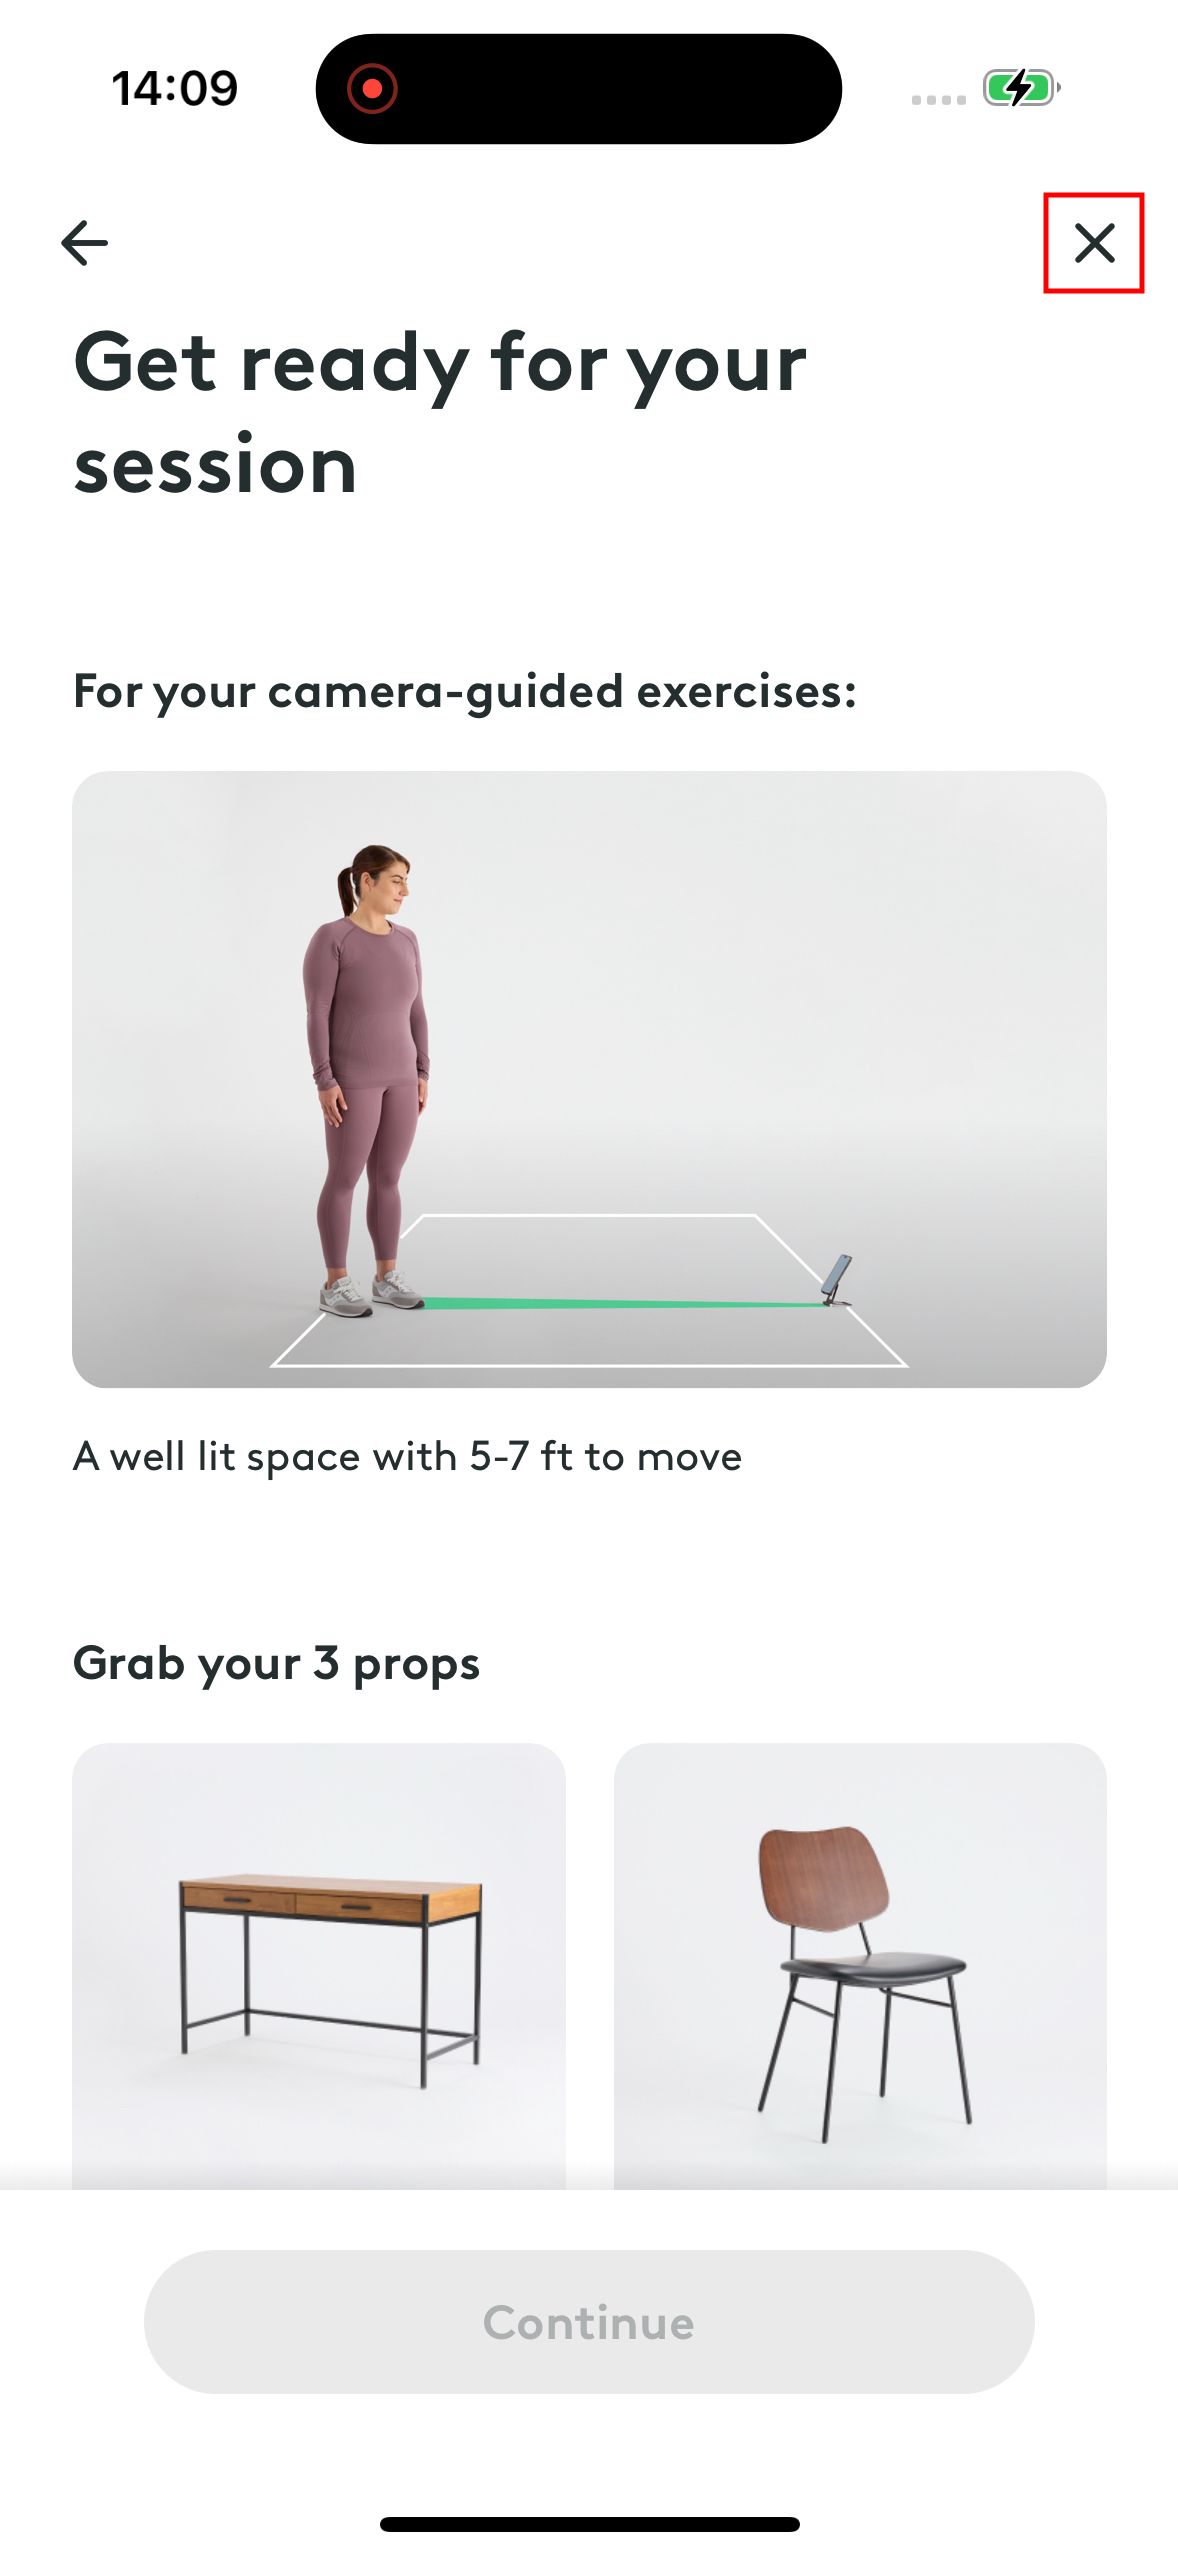 14:09
Get ready for your
session
For your camera-guided exercises:
A well lit space with 5-7 ft to move
Grab your 3 props
Continue